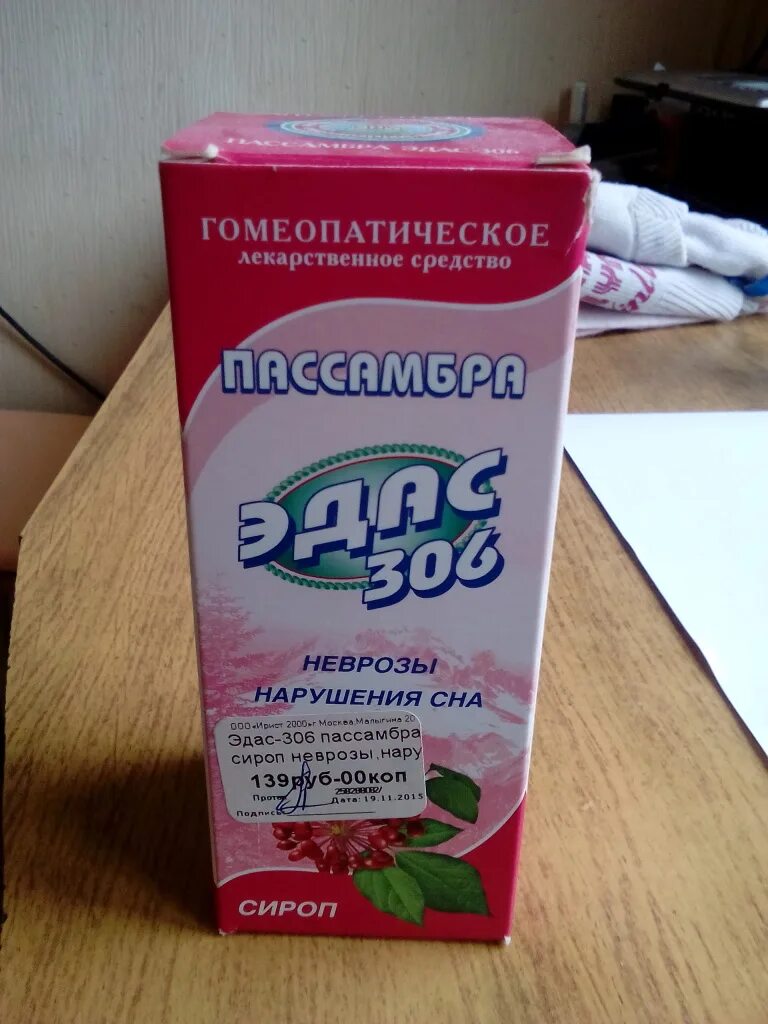 ПАССАМБРА ЭДАС-306
ГОМЕОПАТИЧЕСКОЕ
лекарственное средство
ПАССАМБРА
ЭДАС
306
НЕВРОЗЫ
НАРУШЕНИЯ СНА
ООО«Ирист 2000»г.Москва,Малыгина 20
Эдас-306 пассамбра
сироп неврозы,нару
139руб-00коп
Дата: 19.11.2015
Подпись
СИРОП